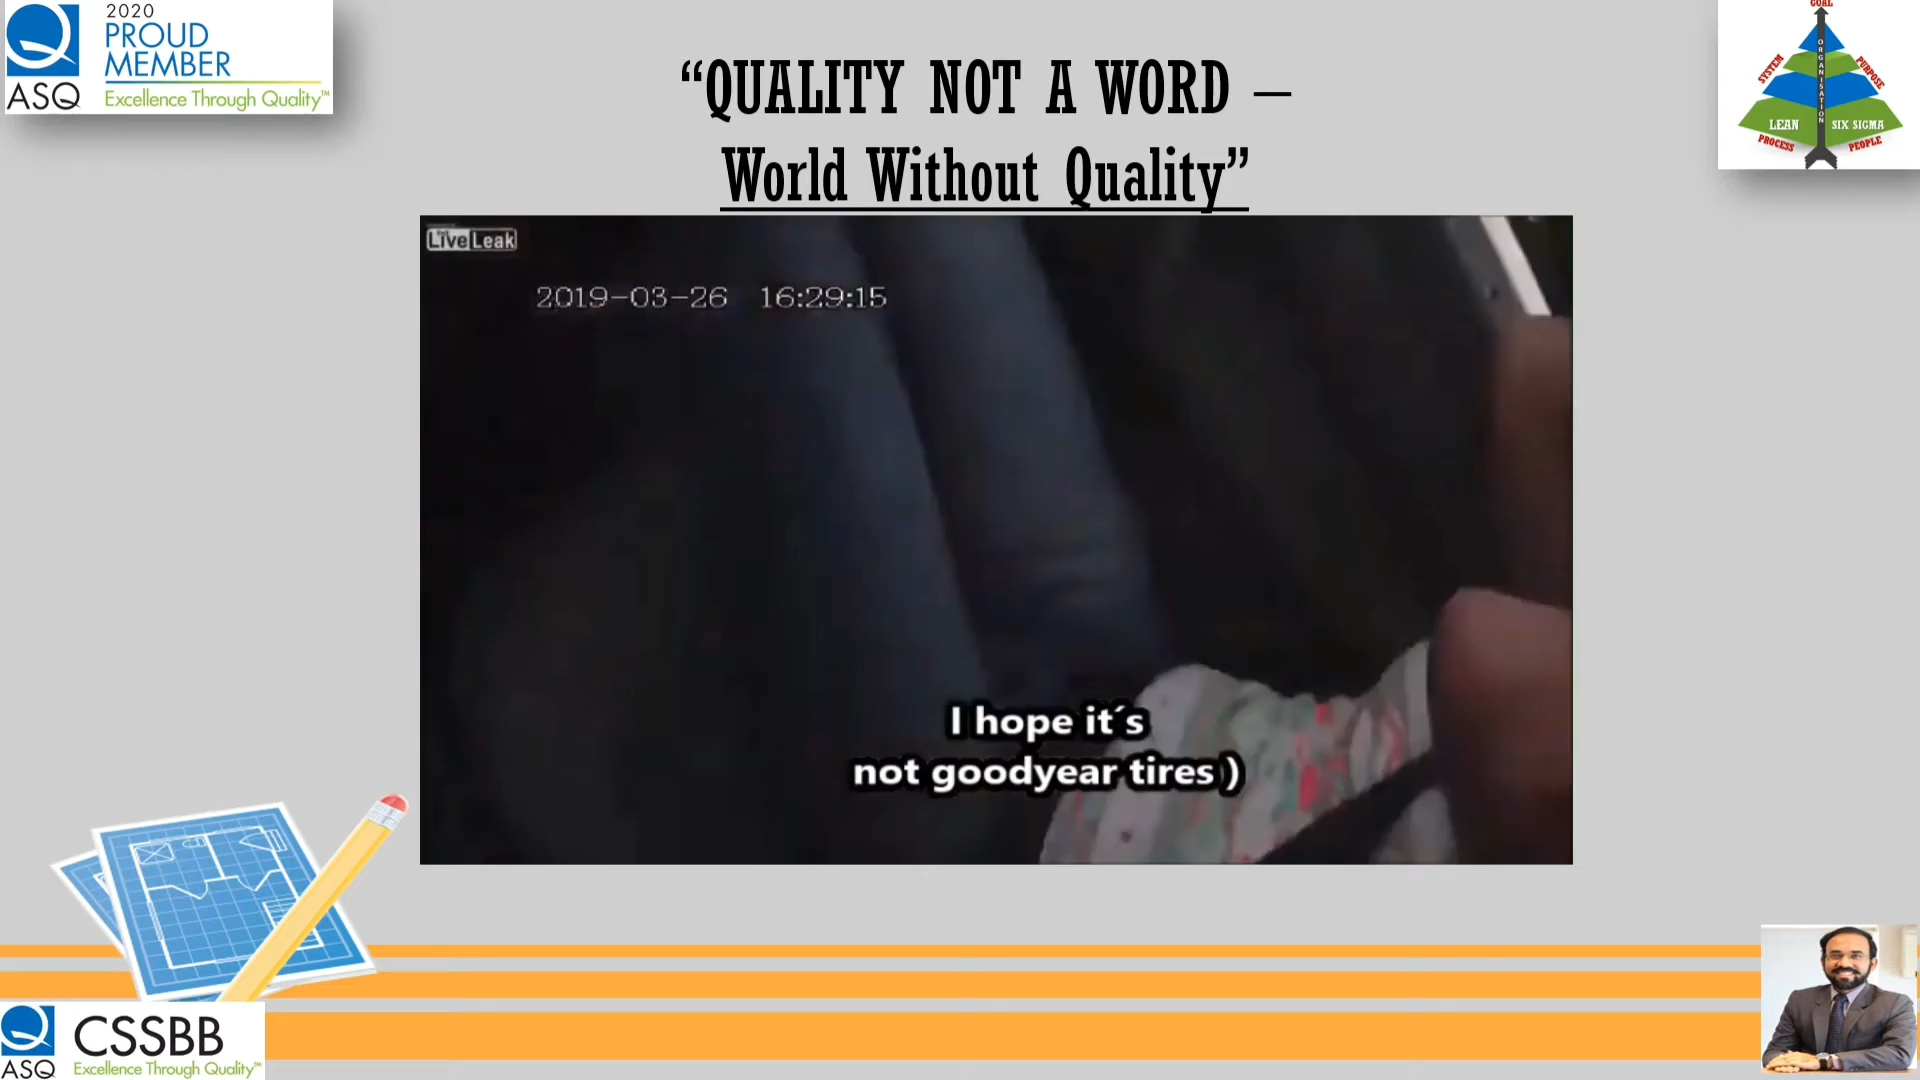 2020
PROUD
MEMBER
ASQ
Excellence Through Quality™
“QUALITY NOT A WORD –
World Without Quality”
GOAL
ORGANISATION
SYSTEM
PURPOSE
LEAN
SIX SIGMA
PROCESS
PEOPLE
LiveLeak
2019-03-26 16:29:15
I hope it´s
not goodyear tires )
CSSBB
ASQ
Excellence Through Quality™